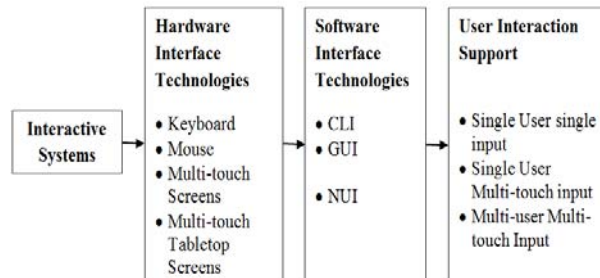 Interactive
Systems
Hardware
Interface
Technologies
● Keyboard
● Mouse
● Multi-touch
Screens
● Multi-touch
Tabletop
Screens
Software
Interface
Technologies
● CLI
● GUI
● NUI
User Interaction
Support
● Single User single
input
● Single User
Multi-touch input
● Multi-user Multi-
touch Input